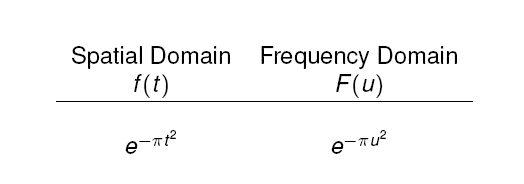 Spatial Domain Frequency Domain
f(t) F(u)
e^{-πt^2} e^{-πu^2}